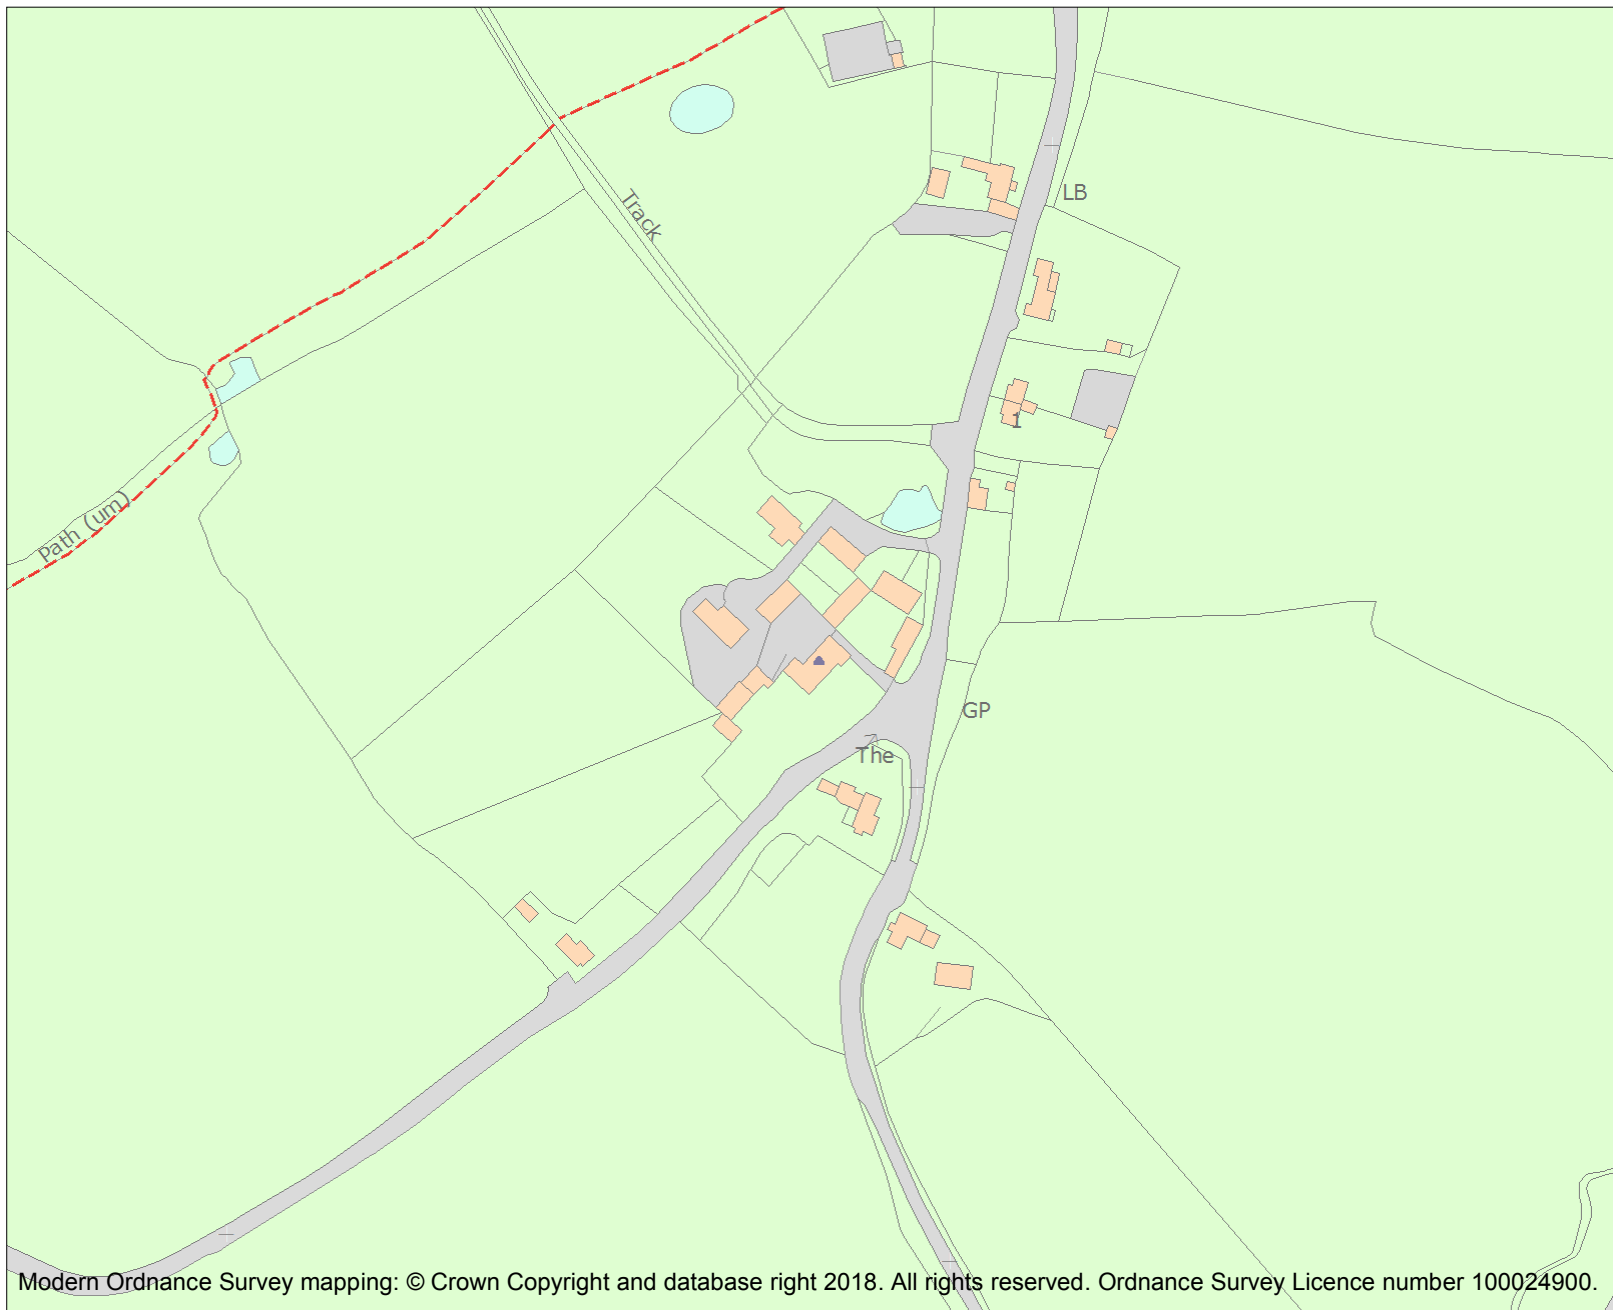 LB
Track
1
Path (um)
GP
The
Modern Ordnance Survey mapping: © Crown Copyright and database right 2018. All rights reserved. Ordnance Survey Licence number 100024900.